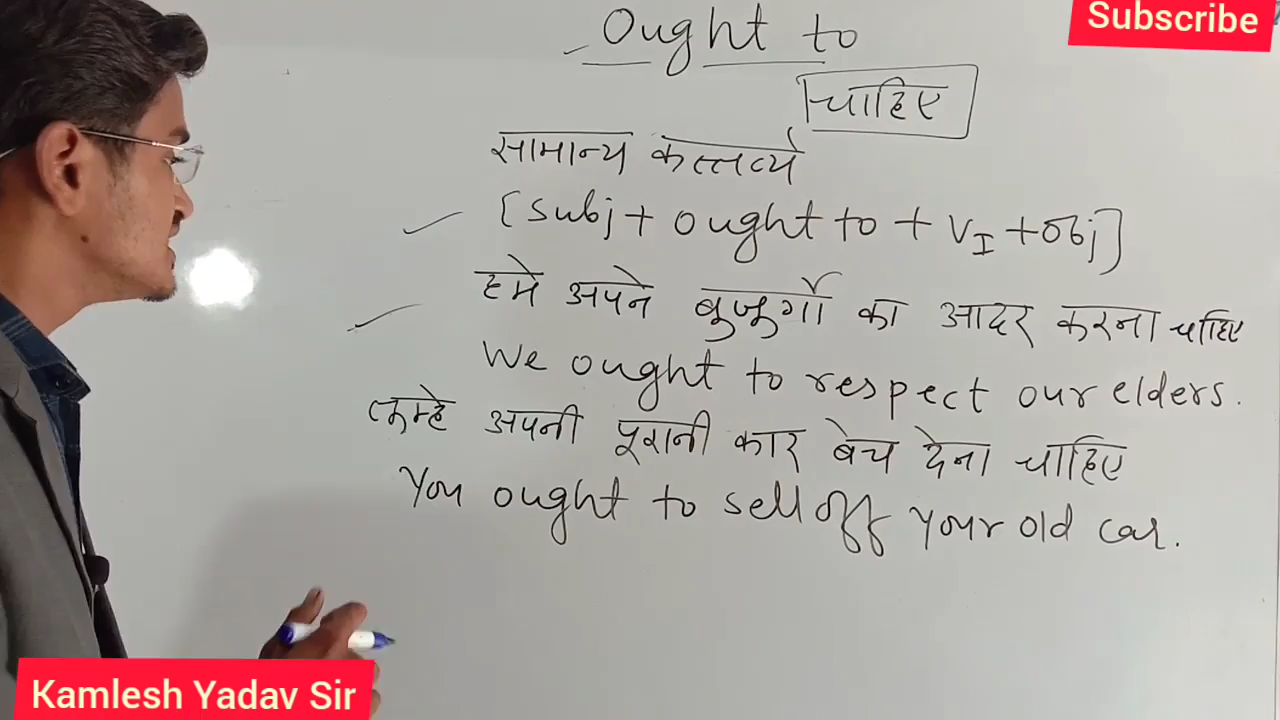 Subscribe
Ought to
चाहिए
सामान्य कर्त्तव्य
[subj + ought to + V I + obj]
हमे अपने बुजुर्गो का आदर करना चाहिए
We ought to respect our elders.
तुम्हे अपनी पूरानी कार बेच देना चाहिए
You ought to sell off your old car.
Kamlesh Yadav Sir